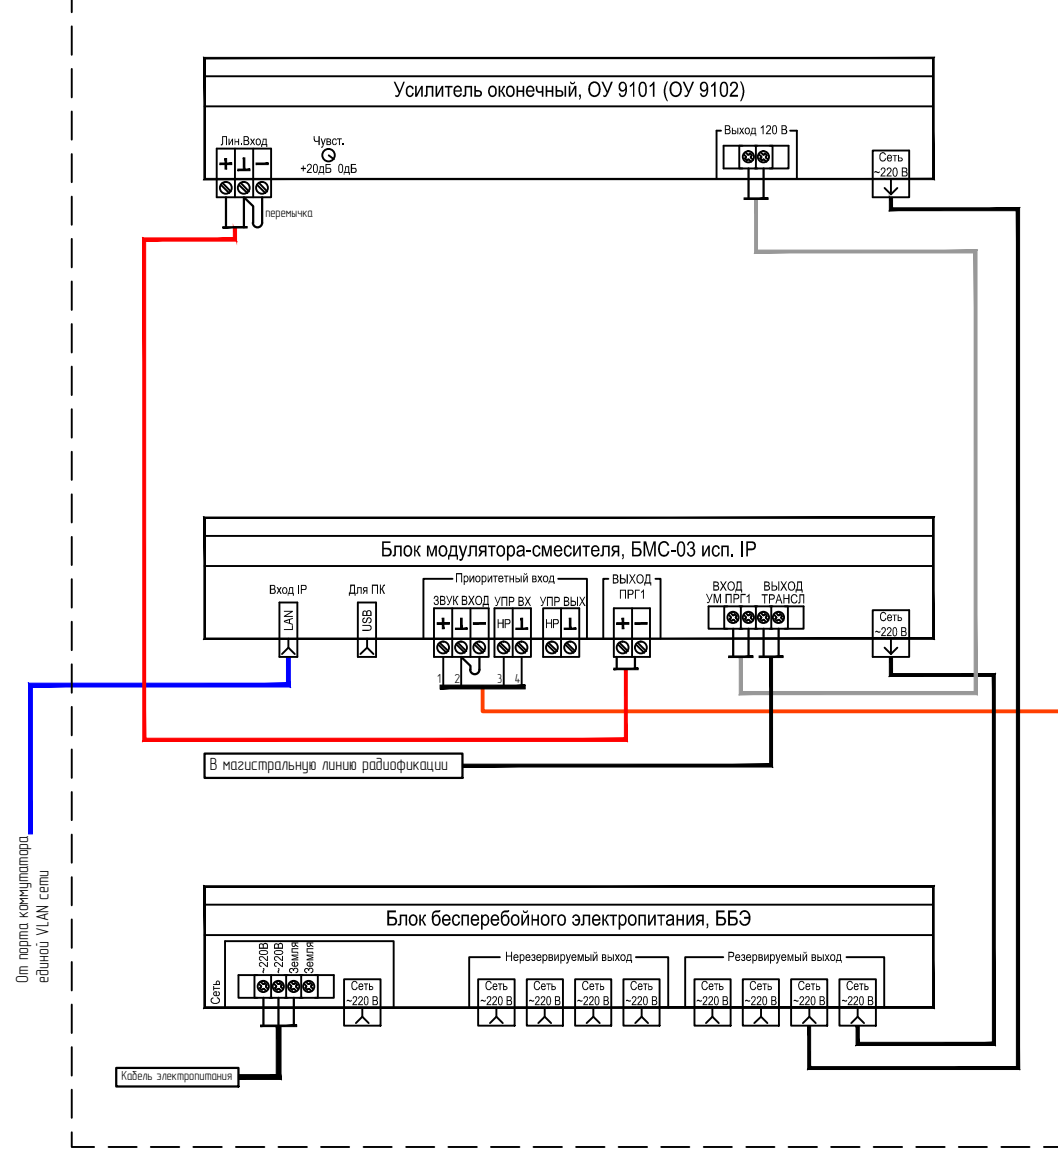 Усилитель оконечный, ОУ 9101 (ОУ 9102)
Лин.Вход
Чувст.
+20дБ 0дБ
Выход 120 В
Сеть
~220 В
+ ⊥ −
перемычка
Блок модулятора-смесителя, БМС-03 исп. IP
Вход IP
LAN
Для ПК
USB
Приоритетный вход
ЗВУК ВХОД
УПР ВХ
УПР ВЫХ
+ ⊥ −
НР ⊥
НР ⊥
1 2 3 4
ВЫХОД
ПРГ1
+ −
ВХОД
УМ ПРГ1
ВЫХОД
ТРАНСЛ
Сеть
~220 В
В магистральную линию радиофикации
От порта коммутатора
единой VLAN сети
Блок бесперебойного электропитания, ББЭ
Сеть
~220В
~220В
Земля
Земля
Сеть
~220 В
Нерезервируемый выход
Сеть
~220 В
Сеть
~220 В
Сеть
~220 В
Сеть
~220 В
Резервируемый выход
Сеть
~220 В
Сеть
~220 В
Сеть
~220 В
Сеть
~220 В
Кабель электропитания